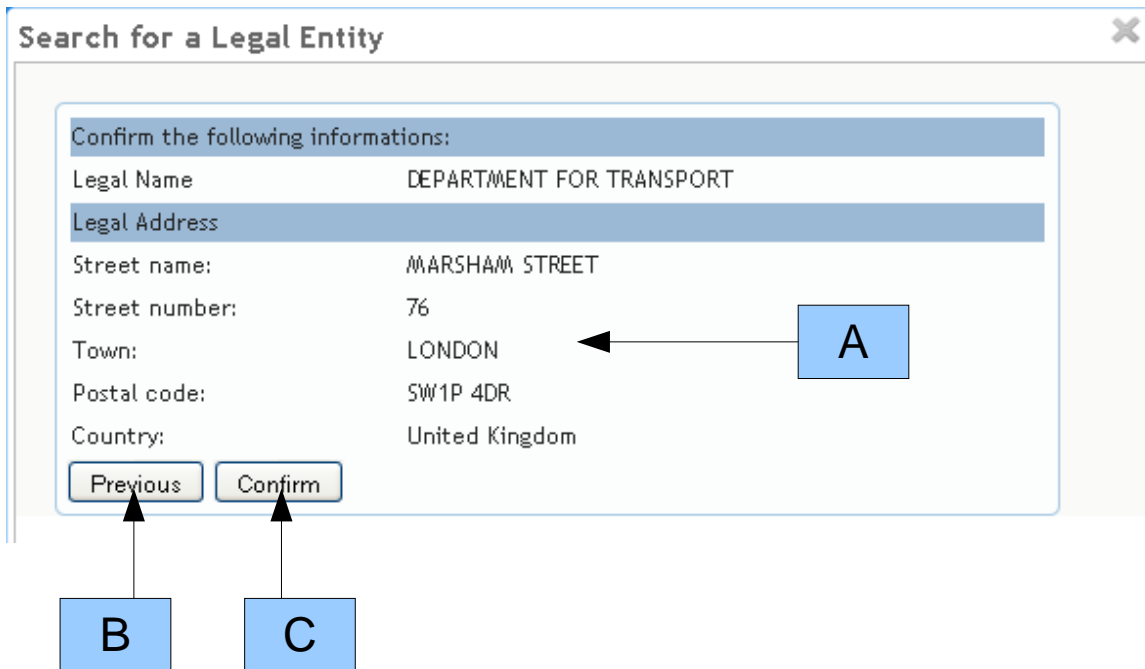 Search for a Legal Entity
Confirm the following informations:
Legal Name DEPARTMENT FOR TRANSPORT
Legal Address
Street name: MARSHAM STREET
Street number: 76
Town: LONDON
A
Postal code: SW1P 4DR
Country: United Kingdom
Previous Confirm
B C